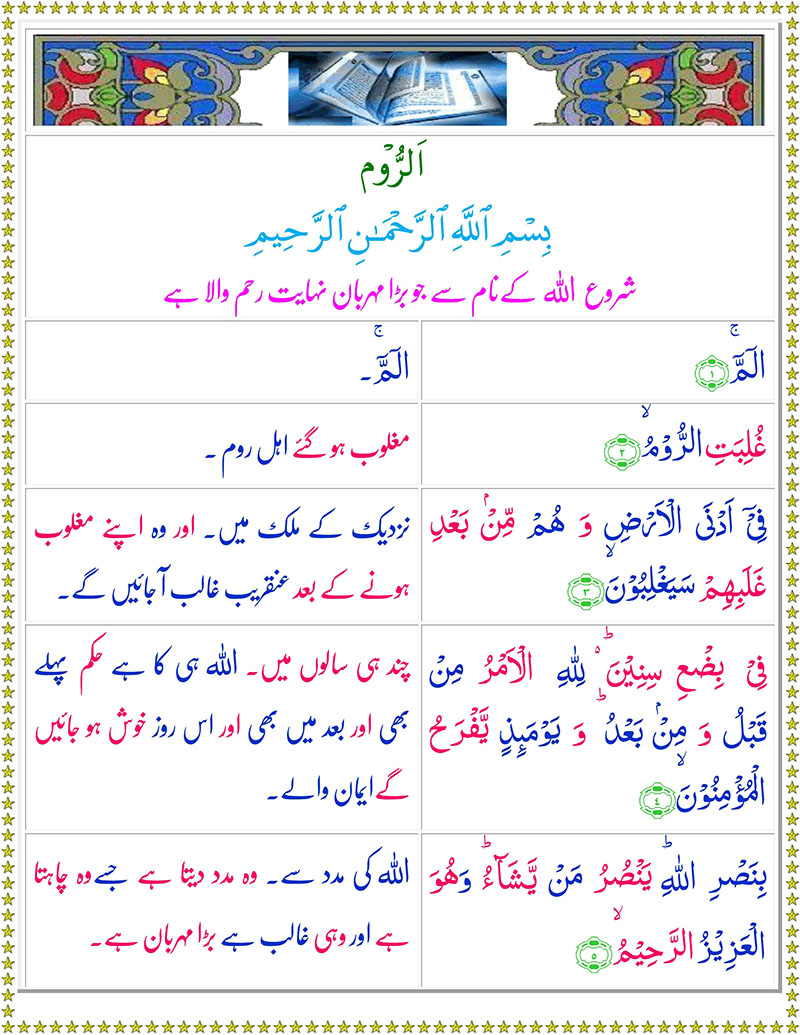 اَلرُّوْم
بِسْمِ ٱللَّهِ ٱلرَّحْمَـٰنِ ٱلرَّحِيمِ
شروع اللہ کے نام سے جو بڑا مہربان نہایت رحم والا ہے
الٓمّٓ ۚ ﴿۱﴾
الٓمّٓ ۚ۔
غُلِبَتِ الرُّوْمُ ۙ ﴿۲﴾
مغلوب ہو گئے اہل روم ۔
فِیْۤ اَدْنَی الْاَرْضِ وَ هُمْ مِّنْۢ بَعْدِ
غَلَبِهِمْ سَیَغْلِبُوْنَ ۙ ﴿۳﴾
نزدیک کے ملک میں۔ اور وہ اپنے مغلوب
ہونے کے بعد عنقریب غالب آ جائیں گے۔
فِیْ بِضْعِ سِنِیْنَ ؕ۬ لِلّٰهِ الْاَمْرُ مِنْ
قَبْلُ وَ مِنْۢ بَعْدُ ؕ وَ یَوْمَىِٕذٍ یَّفْرَحُ
الْمُؤْمِنُوْنَ ۙ ﴿٤﴾
چند ہی سالوں میں۔ اللہ ہی کا ہے حکم پہلے
بھی اور بعد میں بھی اور اس روز خوش ہو جائیں
گے ایمان والے۔
بِنَصْرِ اللّٰهِ ؕ یَنْصُرُ مَنْ یَّشَآءُ ؕ وَهُوَ
الْعَزِیْزُ الرَّحِیْمُ ۙ ﴿۵﴾
اللہ کی مدد سے۔ وہ مدد دیتا ہے جسے وہ چاہتا
ہے اور وہی غالب ہے بڑا مہربان ہے۔